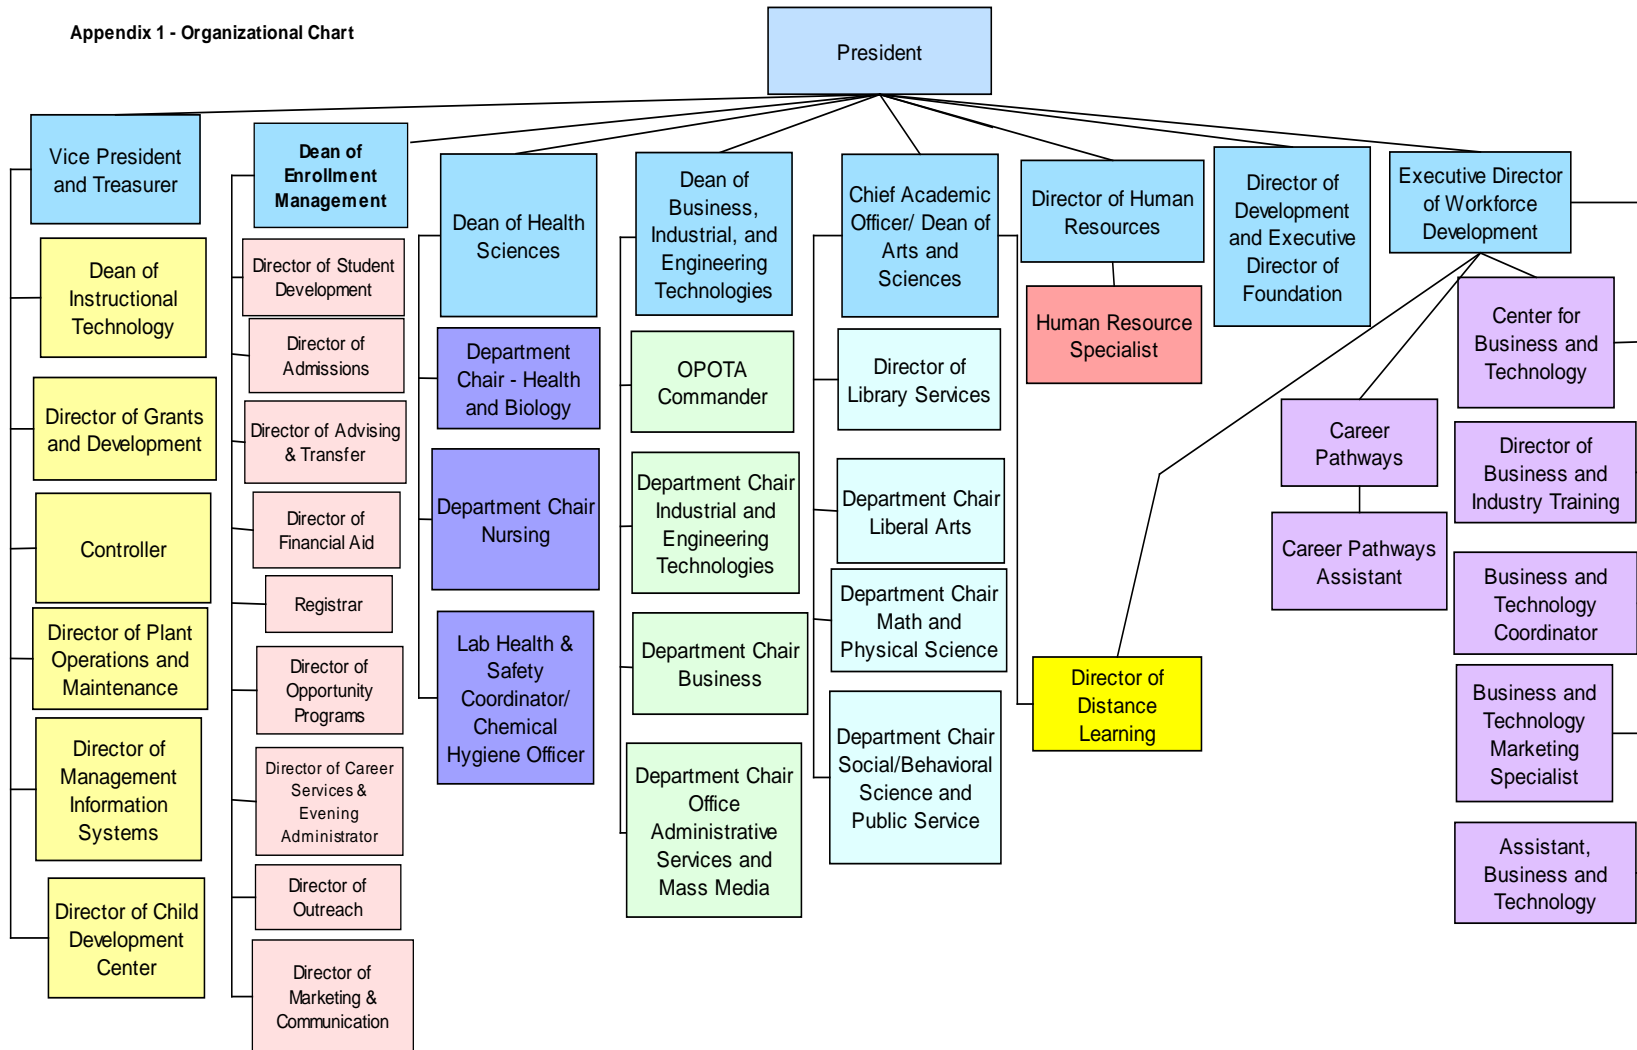 Appendix 1 - Organizational Chart
President
Vice President
and Treasurer
Dean of
Instructional
Technology
Director of Grants
and Development
Controller
Director of Plant
Operations and
Maintenance
Director of
Management
Information
Systems
Director of Child
Development
Center
Dean of
Enrollment
Management
Director of Student
Development
Director of
Admissions
Director of Advising
& Transfer
Director of
Financial Aid
Registrar
Director of
Opportunity
Programs
Director of Career
Services &
Evening
Administrator
Director of
Outreach
Director of
Marketing &
Communication
Dean of Health
Sciences
Department
Chair - Health
and Biology
Department Chair
Nursing
Lab Health &
Safety
Coordinator/
Chemical
Hygiene Officer
Dean of
Business,
Industrial, and
Engineering
Technologies
OPOTA
Commander
Department Chair
Industrial and
Engineering
Technologies
Department Chair
Business
Department Chair
Office
Administrative
Services and
Mass Media
Chief Academic
Officer/ Dean of
Arts and
Sciences
Director of
Library Services
Department Chair
Liberal Arts
Department Chair
Math and
Physical Science
Department Chair
Social/Behavioral
Science and
Public Service
Director of Human
Resources
Human Resource
Specialist
Director of
Distance
Learning
Director of
Development
and Executive
Director of
Foundation
Executive Director
of Workforce
Development
Career
Pathways
Career Pathways
Assistant
Center for
Business and
Technology
Director of
Business and
Industry Training
Business and
Technology
Coordinator
Business and
Technology
Marketing
Specialist
Assistant,
Business and
Technology